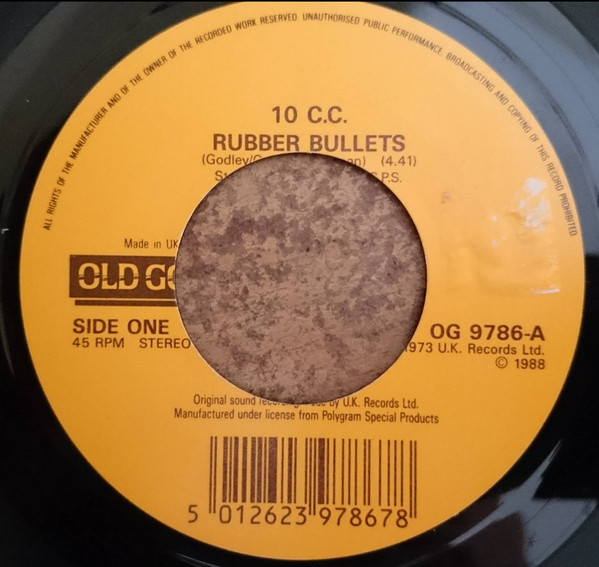 ALL RIGHTS OF THE MANUFACTURER AND OF THE OWNER OF THE RECORDED WORK RESERVED. UNAUTHORISED PUBLIC PERFORMANCE, BROADCASTING AND COPYING OF THIS RECORD PROHIBITED
10 C.C.
RUBBER BULLETS
(Godley/ (4.41)
Made in UK
OLD
SIDE ONE
OG 9786-A
45 RPM STEREO
1973 U.K. Records Ltd.
© 1988
Original sound by U.K. Records Ltd.
Manufactured under license from Polygram Special Products
5 012623 978678